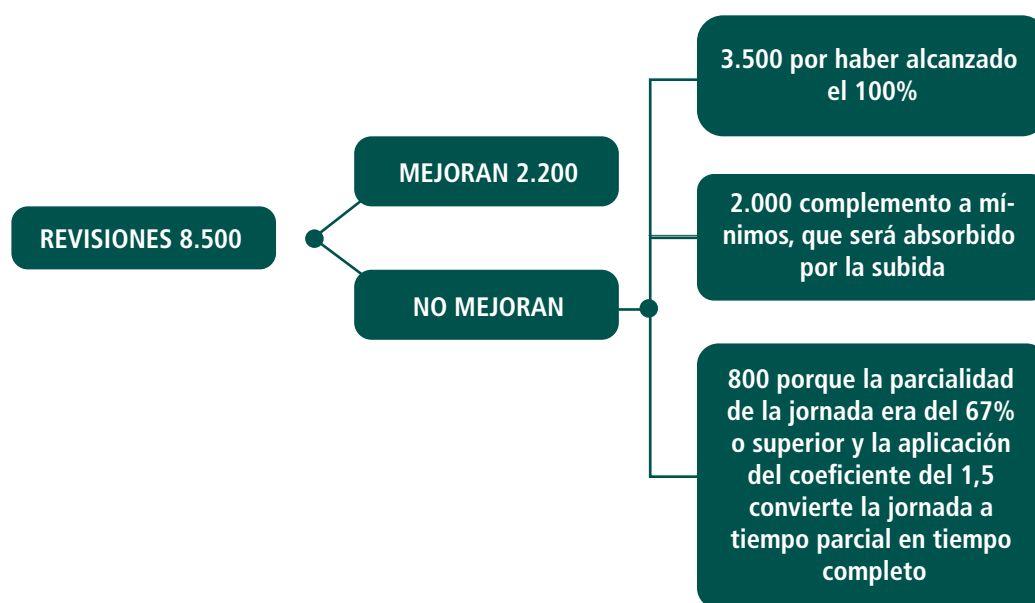 REVISIONES 8.500
MEJORAN 2.200
NO MEJORAN
3.500 por haber alcanzado
el 100%
2.000 complemento a mí-
nimos, que será absorbido
por la subida
800 porque la parcialidad
de la jornada era del 67%
o superior y la aplicación
del coeficiente del 1,5
convierte la jornada a
tiempo parcial en tiempo
completo